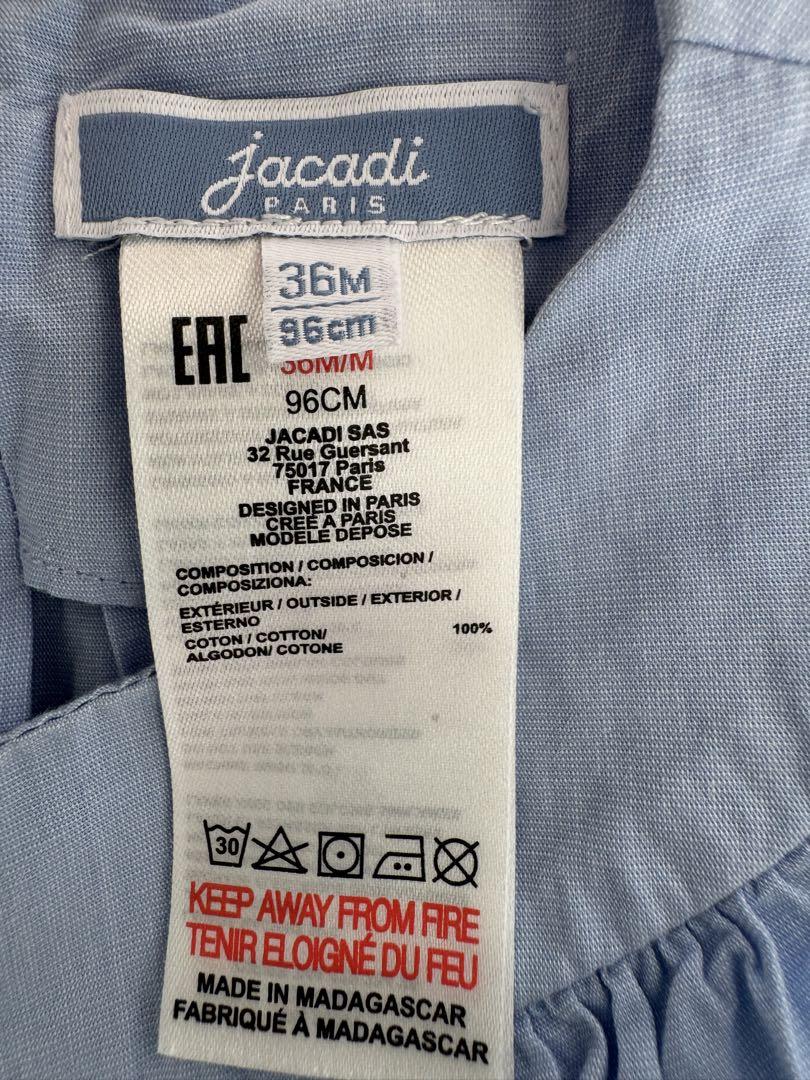 jacadi
PARIS
36M
96cm
EAC
36M/M
96CM
JACADI SAS
32 Rue Guersant
75017 Paris
FRANCE
DESIGNED IN PARIS
CREE A PARIS
MODELE DEPOSE
COMPOSITION / COMPOSICION /
COMPOSIZIONA:
EXTÉRIEUR / OUTSIDE / EXTERIOR /
ESTERNO
COTON / COTTON/ 100%
ALGODON/ COTONE
30
KEEP AWAY FROM FIRE
TENIR ELOIGNÉ DU FEU
MADE IN MADAGASCAR
FABRIQUÉ À MADAGASCAR